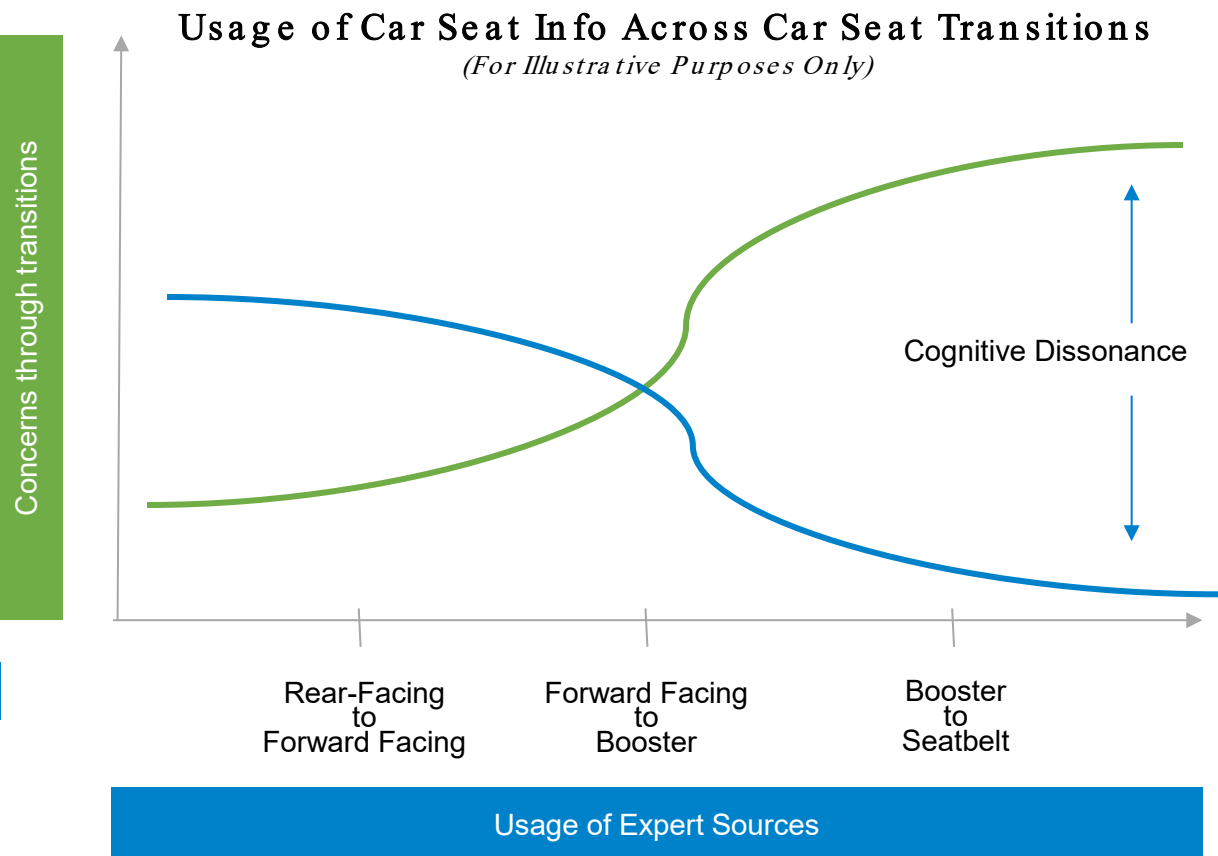 Usage of Car Seat Info Across Car Seat Transitions
(For Illustrative Purposes Only)
Concerns through transitions
Cognitive Dissonance
Rear-Facing
to
Forward Facing
Forward Facing
to
Booster
Booster
to
Seatbelt
Usage of Expert Sources